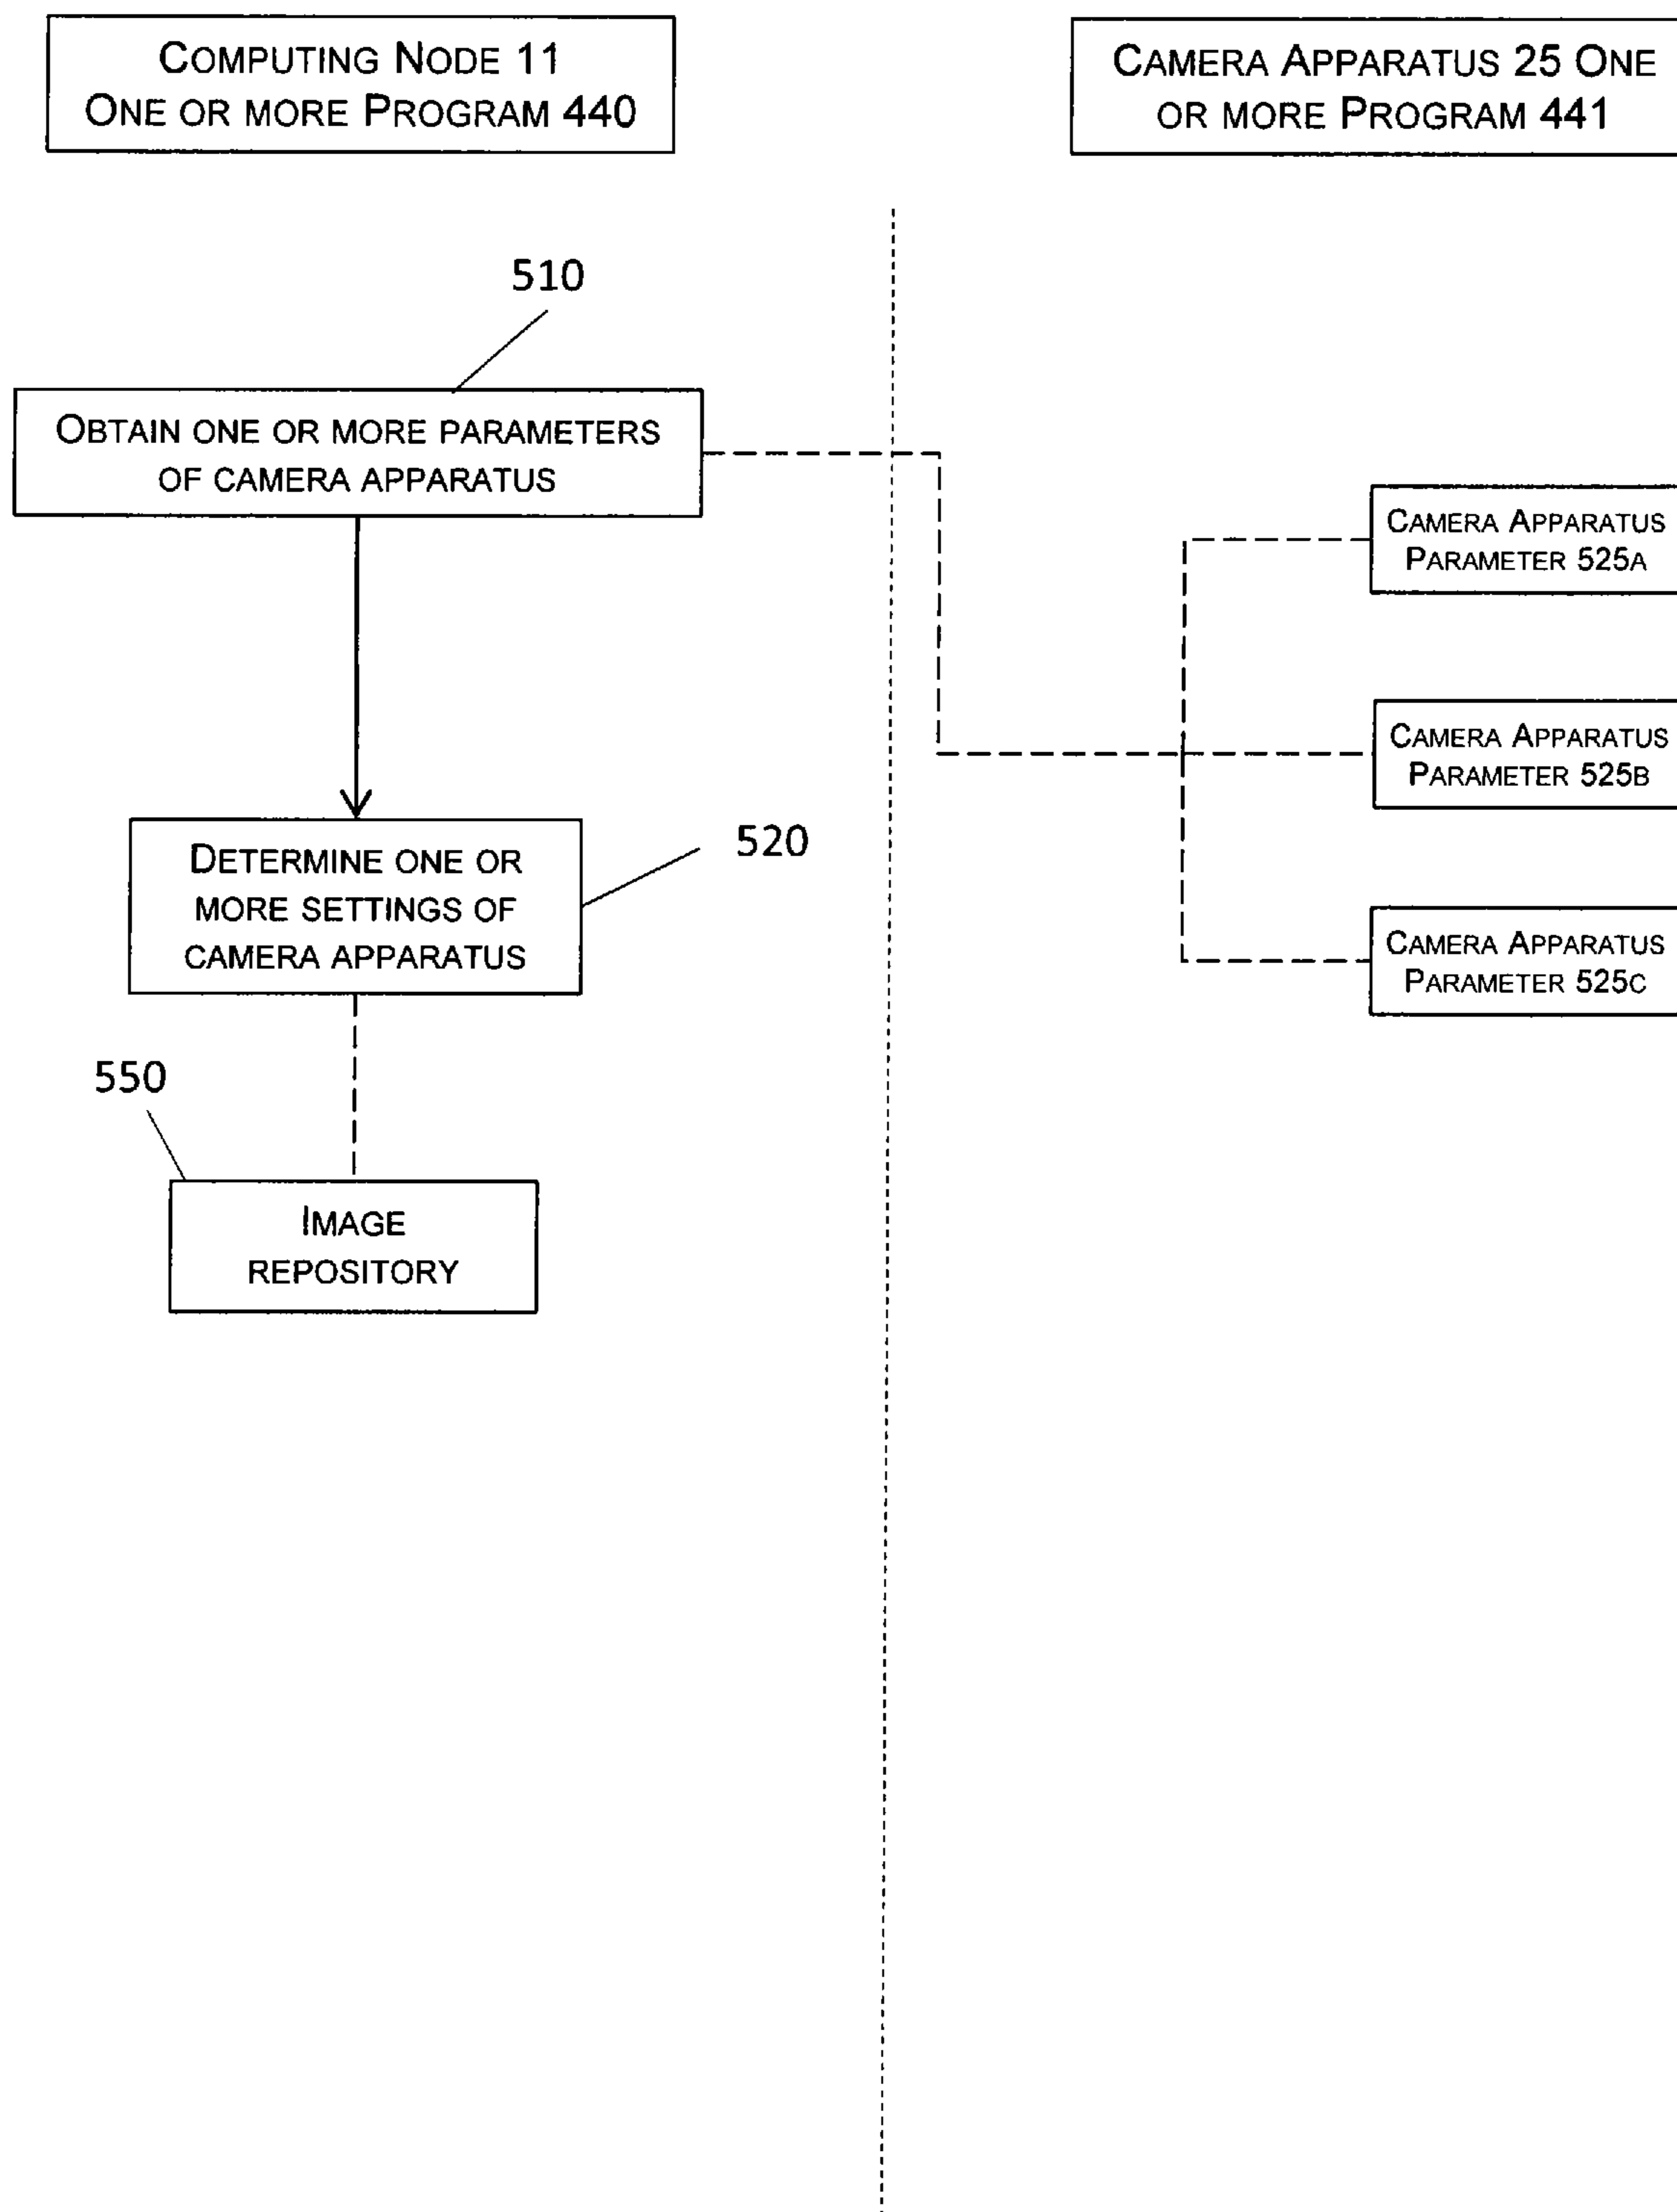 COMPUTING NODE 11
ONE OR MORE PROGRAM 440
CAMERA APPARATUS 25 ONE
OR MORE PROGRAM 441
510
OBTAIN ONE OR MORE PARAMETERS
OF CAMERA APPARATUS
CAMERA APPARATUS
PARAMETER 525A
CAMERA APPARATUS
PARAMETER 525B
520
DETERMINE ONE OR
MORE SETTINGS OF
CAMERA APPARATUS
CAMERA APPARATUS
PARAMETER 525C
550
IMAGE
REPOSITORY